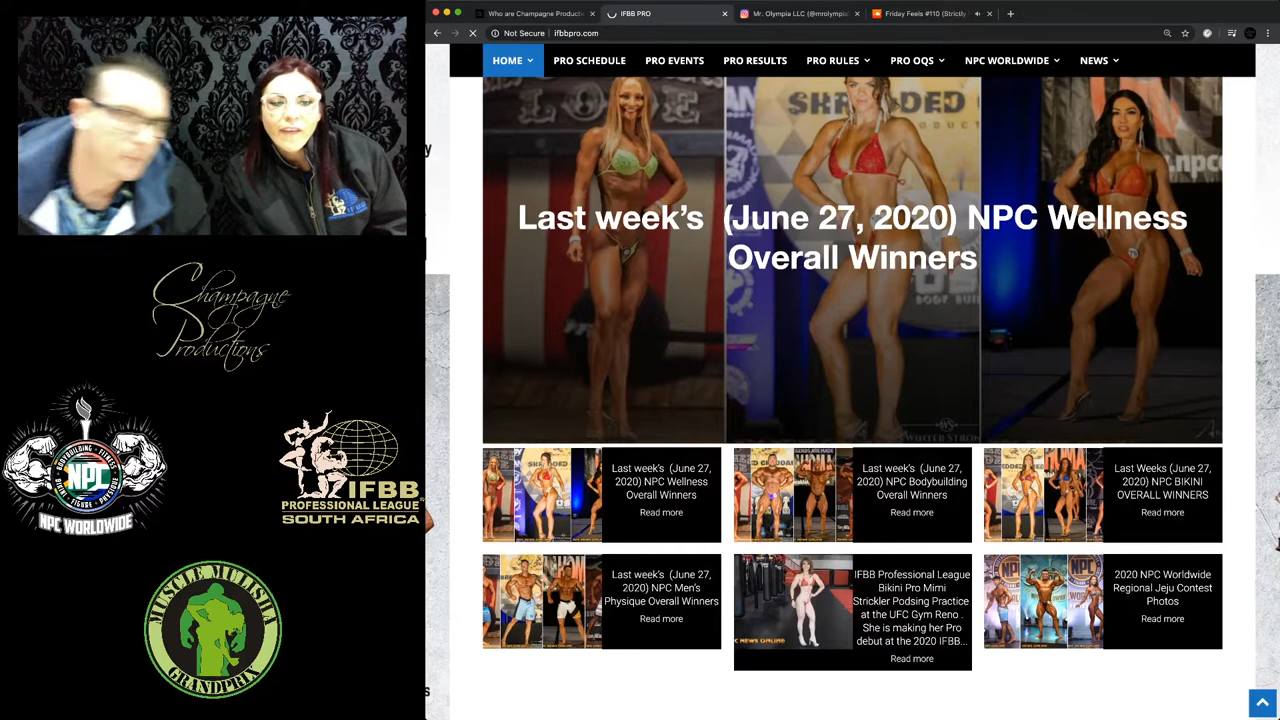 Who are Champagne Producti
IFBB PRO
Mr. Olympia LLC (@mrolympia
Friday Feels #110 (Strictly
Not Secure | ifbbpro.com
HOME
PRO SCHEDULE
PRO EVENTS
PRO RESULTS
PRO RULES
PRO OQS
NPC WORLDWIDE
NEWS
LOVE
SHREDDED
Last week’s (June 27, 2020) NPC Wellness
Overall Winners
Champagne
Productions
BODYBUILDING
NPC
NPC WORLDWIDE
IFBB
PROFESSIONAL LEAGUE
SOUTH AFRICA
MUSCLE MULISHA
GRANDPRIX
Last week’s (June 27,
2020) NPC Wellness
Overall Winners
Read more
Last week’s (June 27,
2020) NPC Bodybuilding
Overall Winners
Read more
Last Weeks (June 27,
2020) NPC BIKINI
OVERALL WINNERS
Read more
Last week’s (June 27,
2020) NPC Men’s
Physique Overall Winners
Read more
IFBB Professional League
Bikini Pro Mimi
Strickler Podsing Practice
at the UFC Gym Reno .
She is making her Pro
debut at the 2020 IFBB...
Read more
2020 NPC Worldwide
Regional Jeju Contest
Photos
Read more